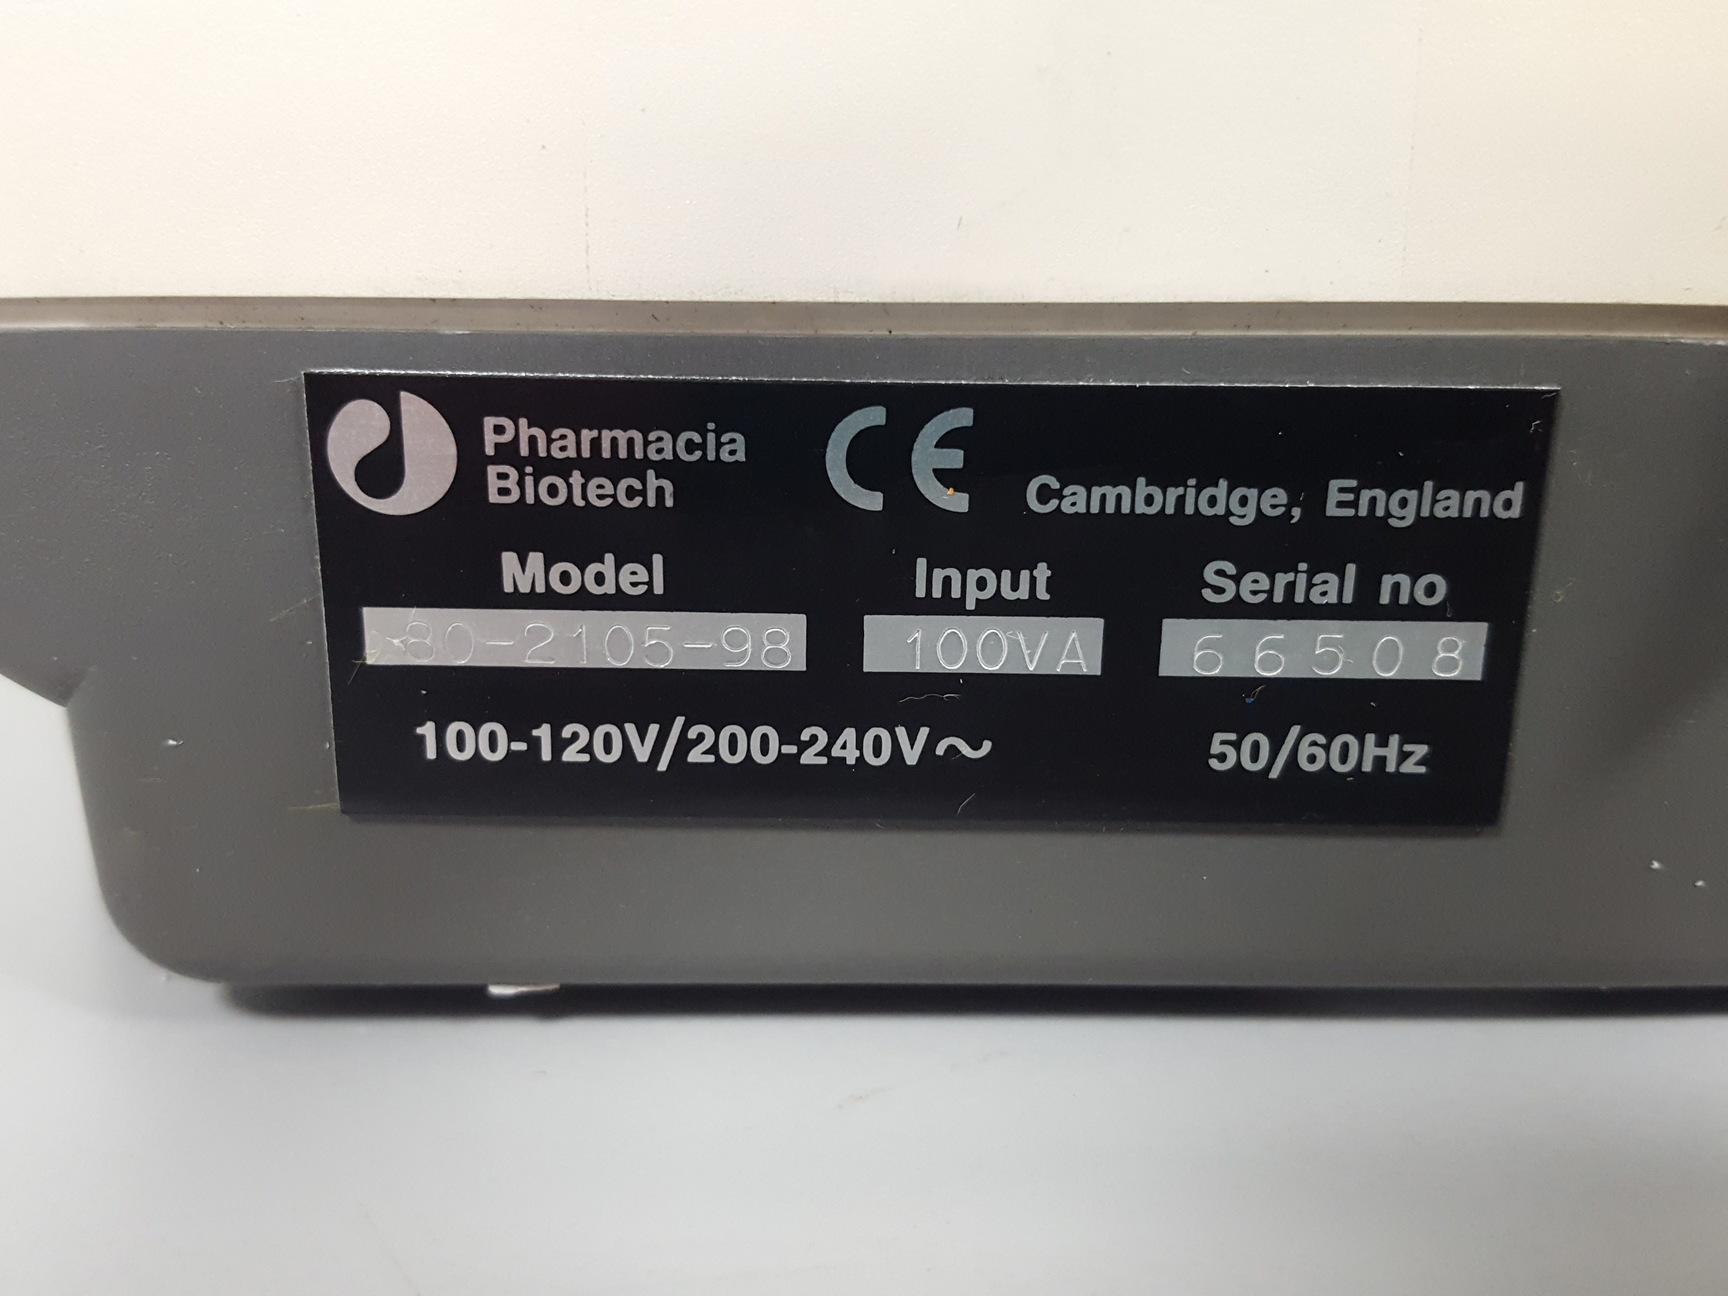 Pharmacia
Biotech
CE
Cambridge, England
Model
Input
Serial no
80-2105-98
100VA
66508
100-120V/200-240V~
50/60Hz